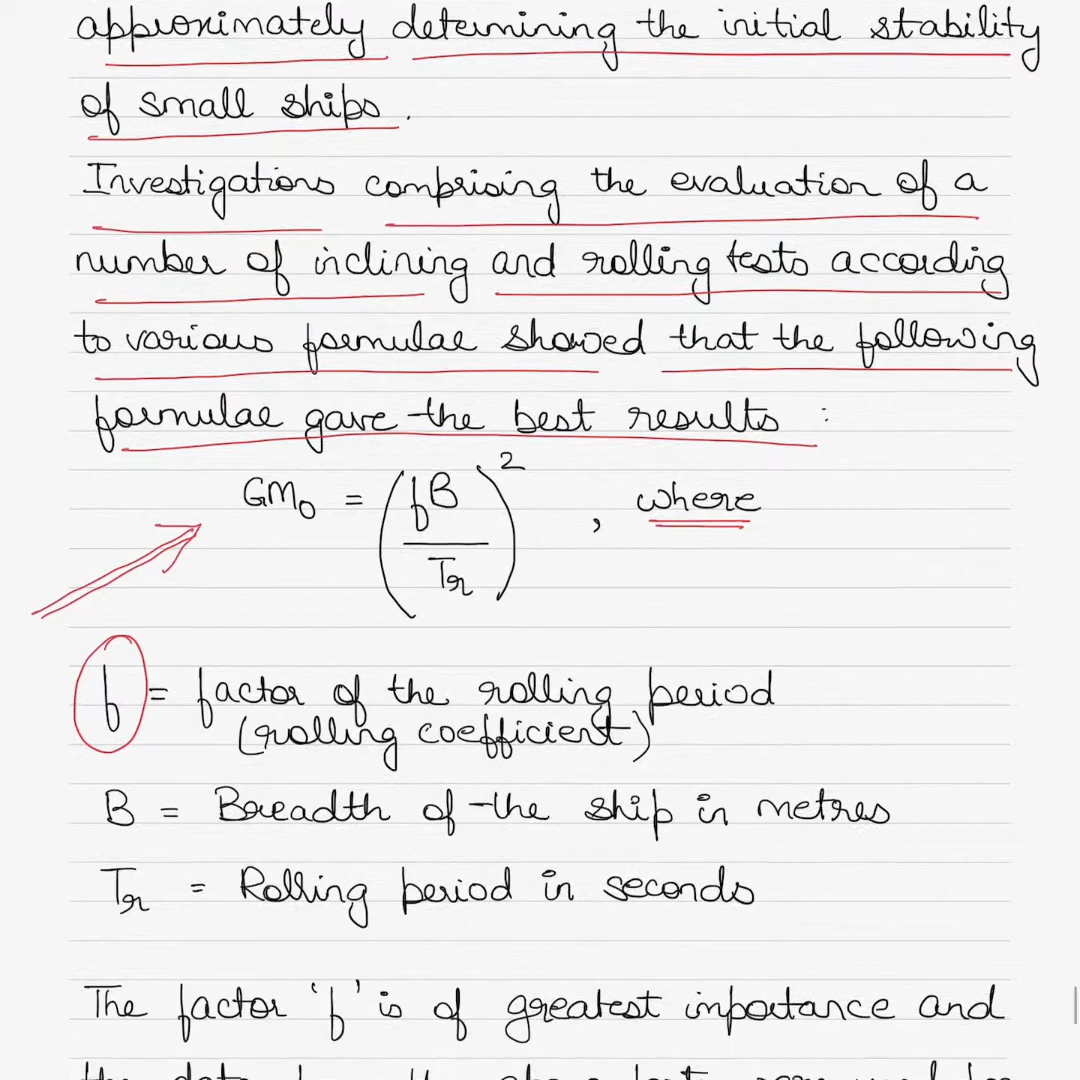 approximately determining the initial stability
of small ships.
Investigations comprising the evaluation of a
number of inclining and rolling tests according
to various formulae showed that the following
formulae gave the best results :
GM₀ = (fB / Tr)² , where
f = factor of the rolling period
(rolling coefficient)
B = Breadth of the ship in metres
Tr = Rolling period in seconds
The factor 'f' is of greatest importance and